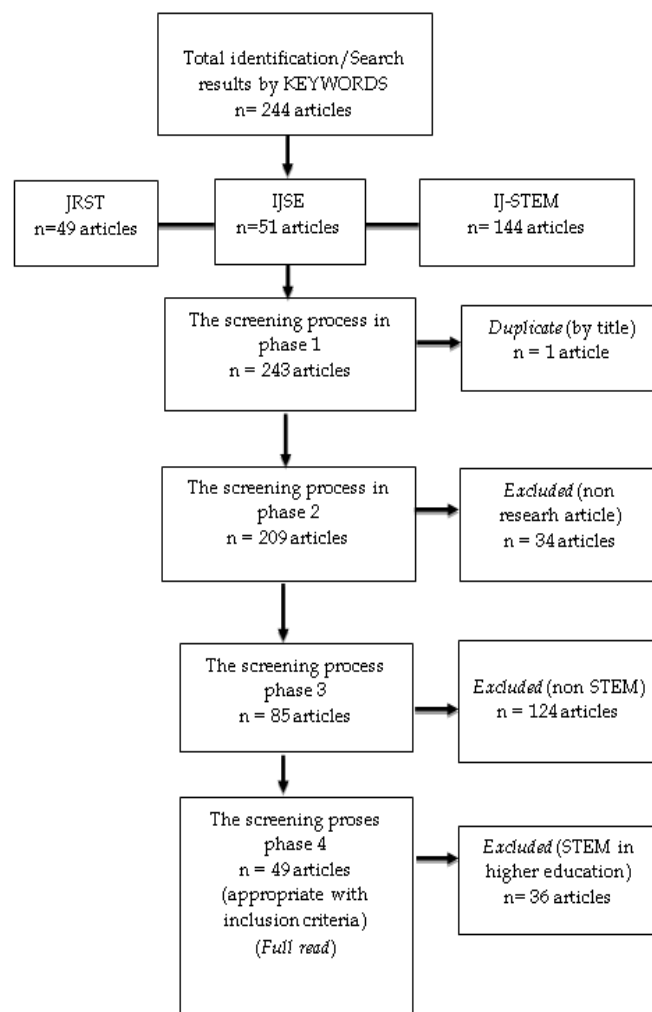 Total identification/Search
results by KEYWORDS
n= 244 articles
JRST
n=49 articles
IJSE
n=51 articles
IJ-STEM
n= 144 articles
The screening process in
phase 1
n = 243 articles
Duplicate (by title)
n = 1 article
The screening process in
phase 2
n = 209 articles
Excluded (non
researh article)
n = 34 articles
The screening process
phase 3
n = 85 articles
Excluded (non STEM)
n = 124 articles
The screening proses
phase 4
n = 49 articles
(appropriate with
inclusion criteria)
(Full read)
Excluded (STEM in
higher education)
n= 36 articles